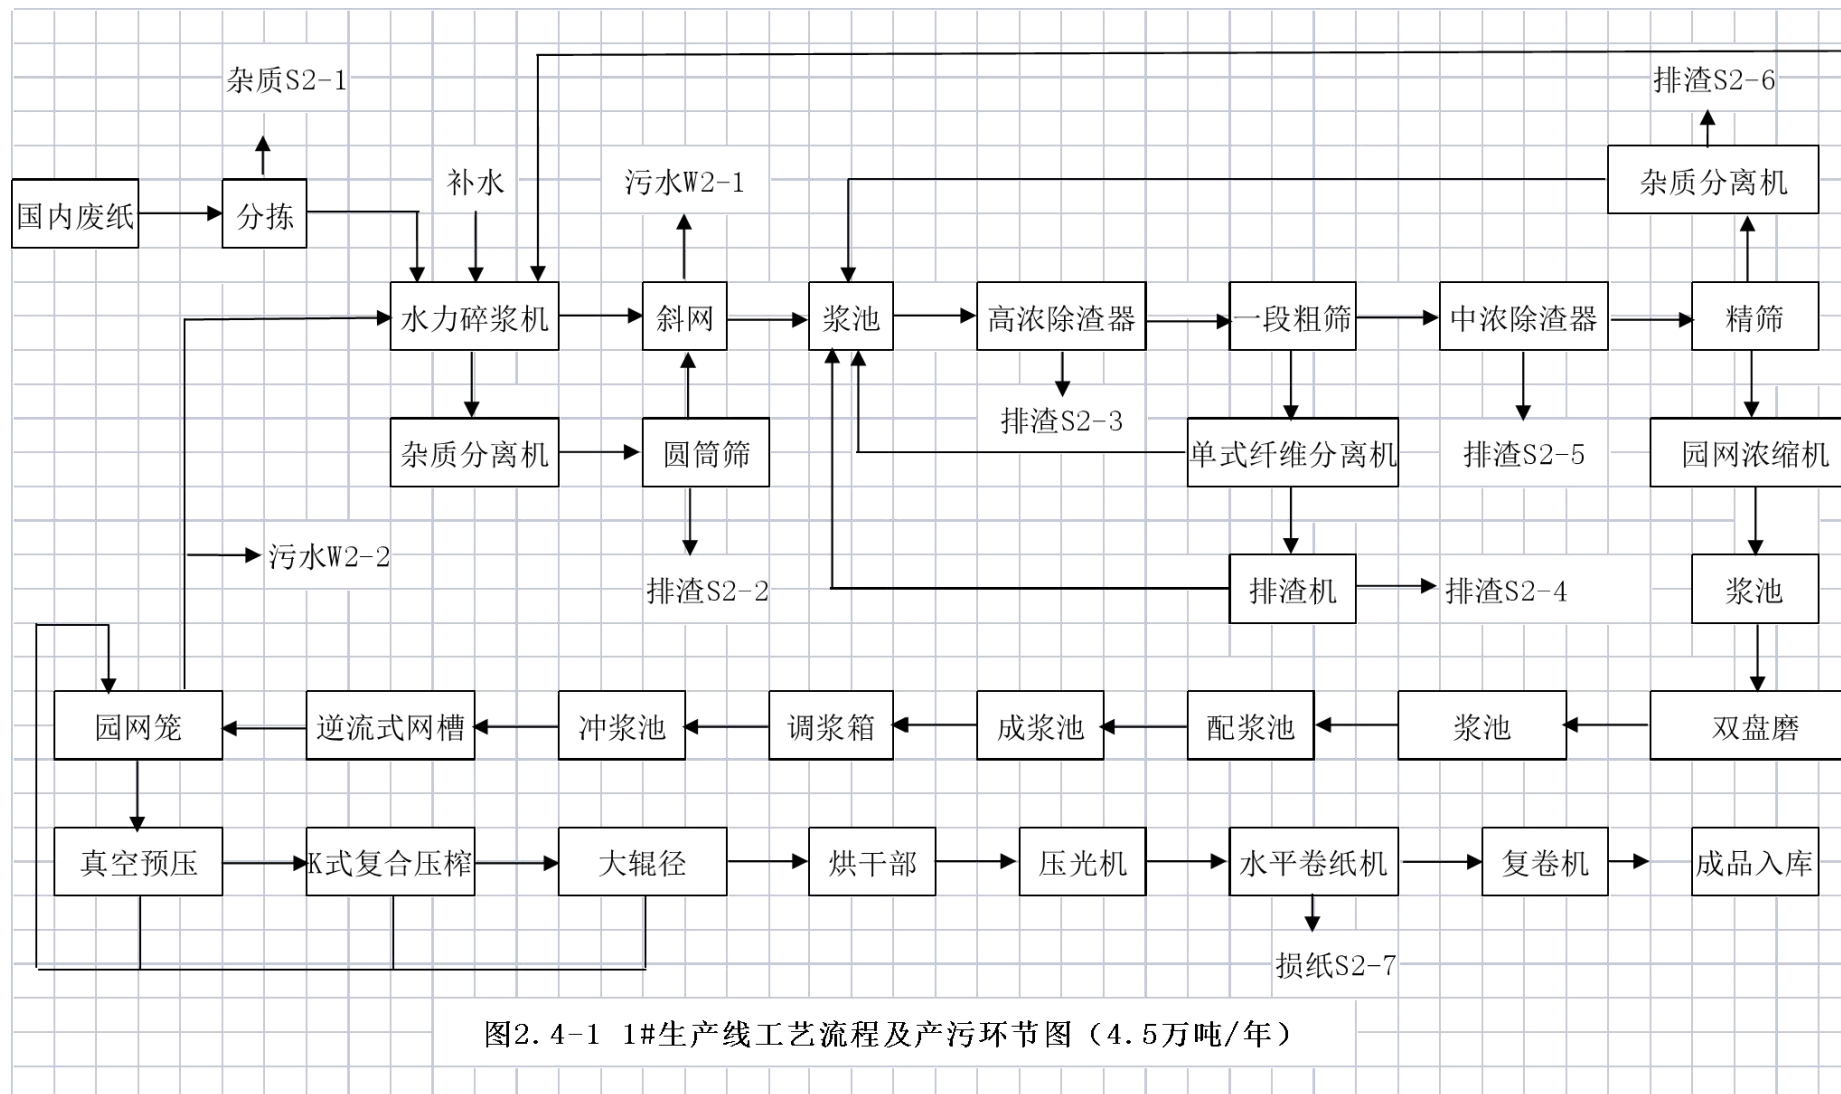 杂质S2-1
排渣S2-6
国内废纸
分拣
补水
污水W2-1
杂质分离机
水力碎浆机
斜网
浆池
高浓除渣器
一段粗筛
中浓除渣器
精筛
排渣S2-3
杂质分离机
圆筒筛
单式纤维分离机
排渣S2-5
园网浓缩机
污水W2-2
排渣S2-2
排渣机
排渣S2-4
浆池
园网笼
逆流式网槽
冲浆池
调浆箱
成浆池
配浆池
浆池
双盘磨
真空预压
K式复合压榨
大辊径
烘干部
压光机
水平卷纸机
复卷机
成品入库
损纸S2-7
图2.4-1 1#生产线工艺流程及产污环节图（4.5万吨/年）